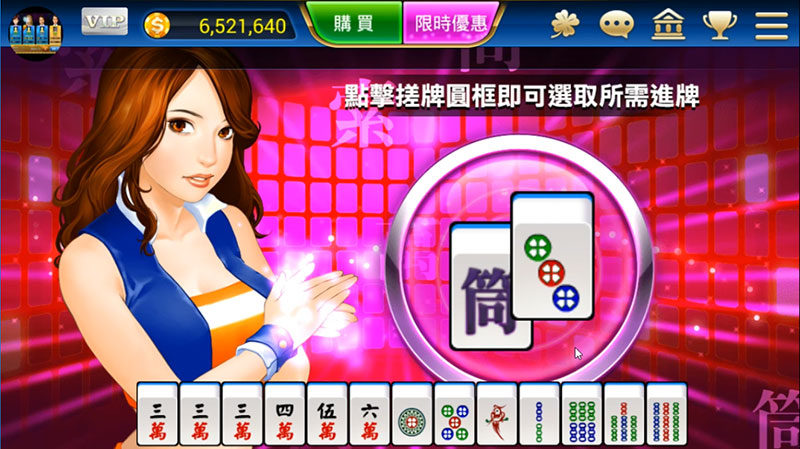 VIP
6,521,640
購買
限時優惠
點擊搓牌圓框即可選取所需進牌
筒
三萬 三萬 三萬 四萬 伍萬 六萬
筒